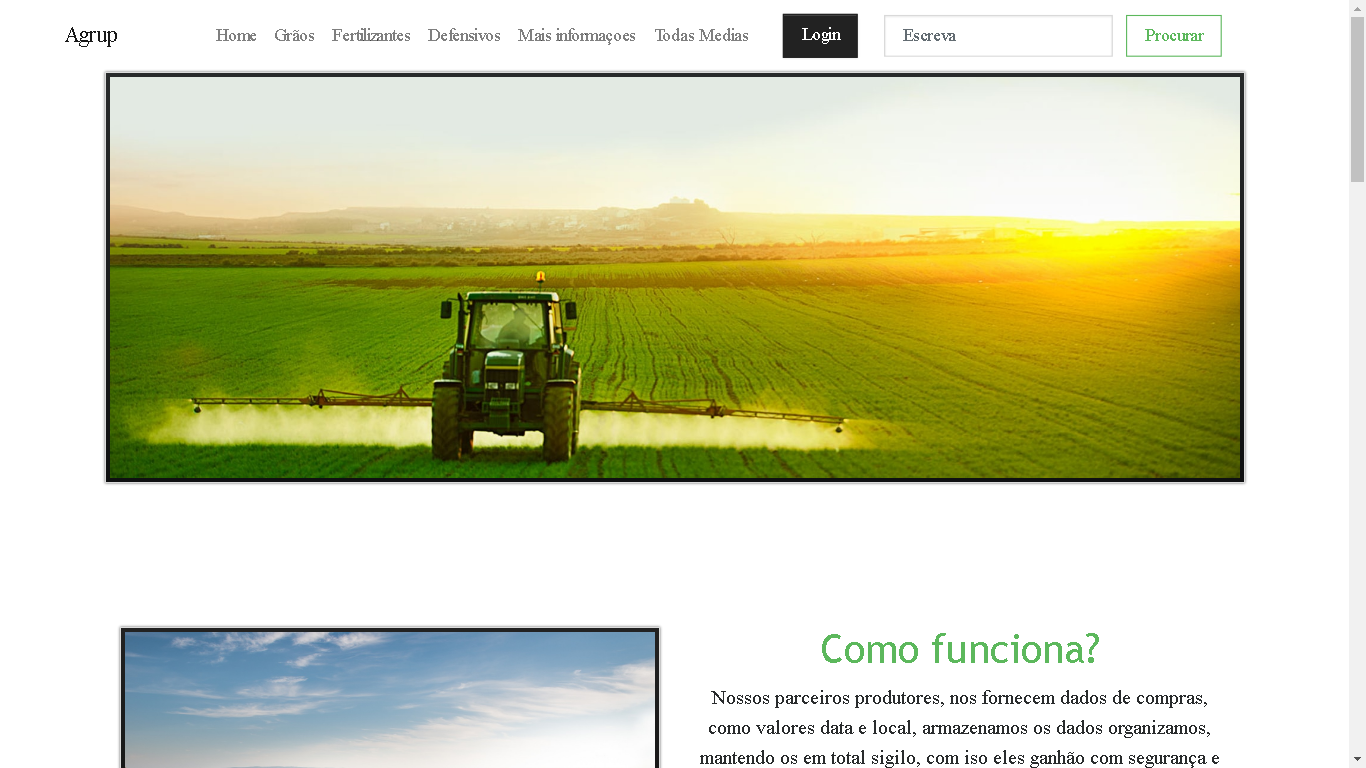 Agrup Home Grãos Fertilizantes Defensivos Mais informaçoes Todas Medias Login Escreva Procurar
Como funciona?
Nossos parceiros produtores, nos fornecem dados de compras,
como valores data e local, armazenamos os dados organizamos,
mantendo os em total sigilo, com iso eles ganhão com segurança e